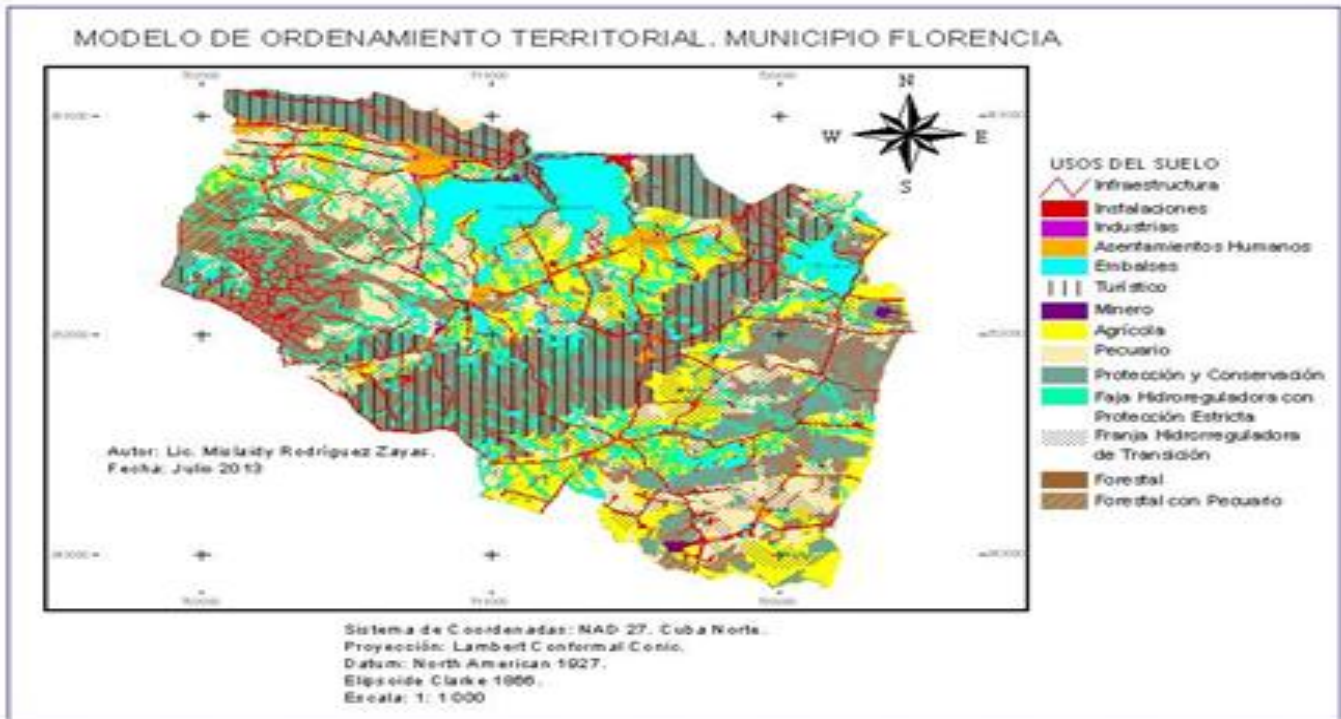 MODELO DE ORDENAMIENTO TERRITORIAL. MUNICIPIO FLORENCIA
N
W E
S
USOS DEL SUELO
Infraestructura
Instalaciones
Industrias
Asentamientos Humanos
Embalses
Turístico
Minero
Agrícola
Pecuario
Protección y Conservación
Faja Hidroreguladora con
Protección Estricta
Franja Hidrorreguladora
de Transición
Forestal
Forestal con Pecuario
Autor: Lic. Rodríguez Zayas.
Fecha: Julio 2013
Sistema de Coordenadas: NAD 27. Cuba Norte.
Proyección: Lambert Conformal Conic.
Datum: North American 1927.
Elipsoide Clarke 1866.
Escala: 1: 1 000